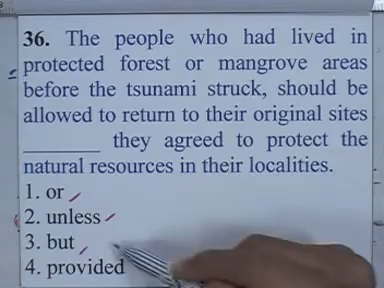 36. The people who had lived in
protected forest or mangrove areas
before the tsunami struck, should be
allowed to return to their original sites
________ they agreed to protect the
natural resources in their localities.
1. or
2. unless
3. but
4. provided